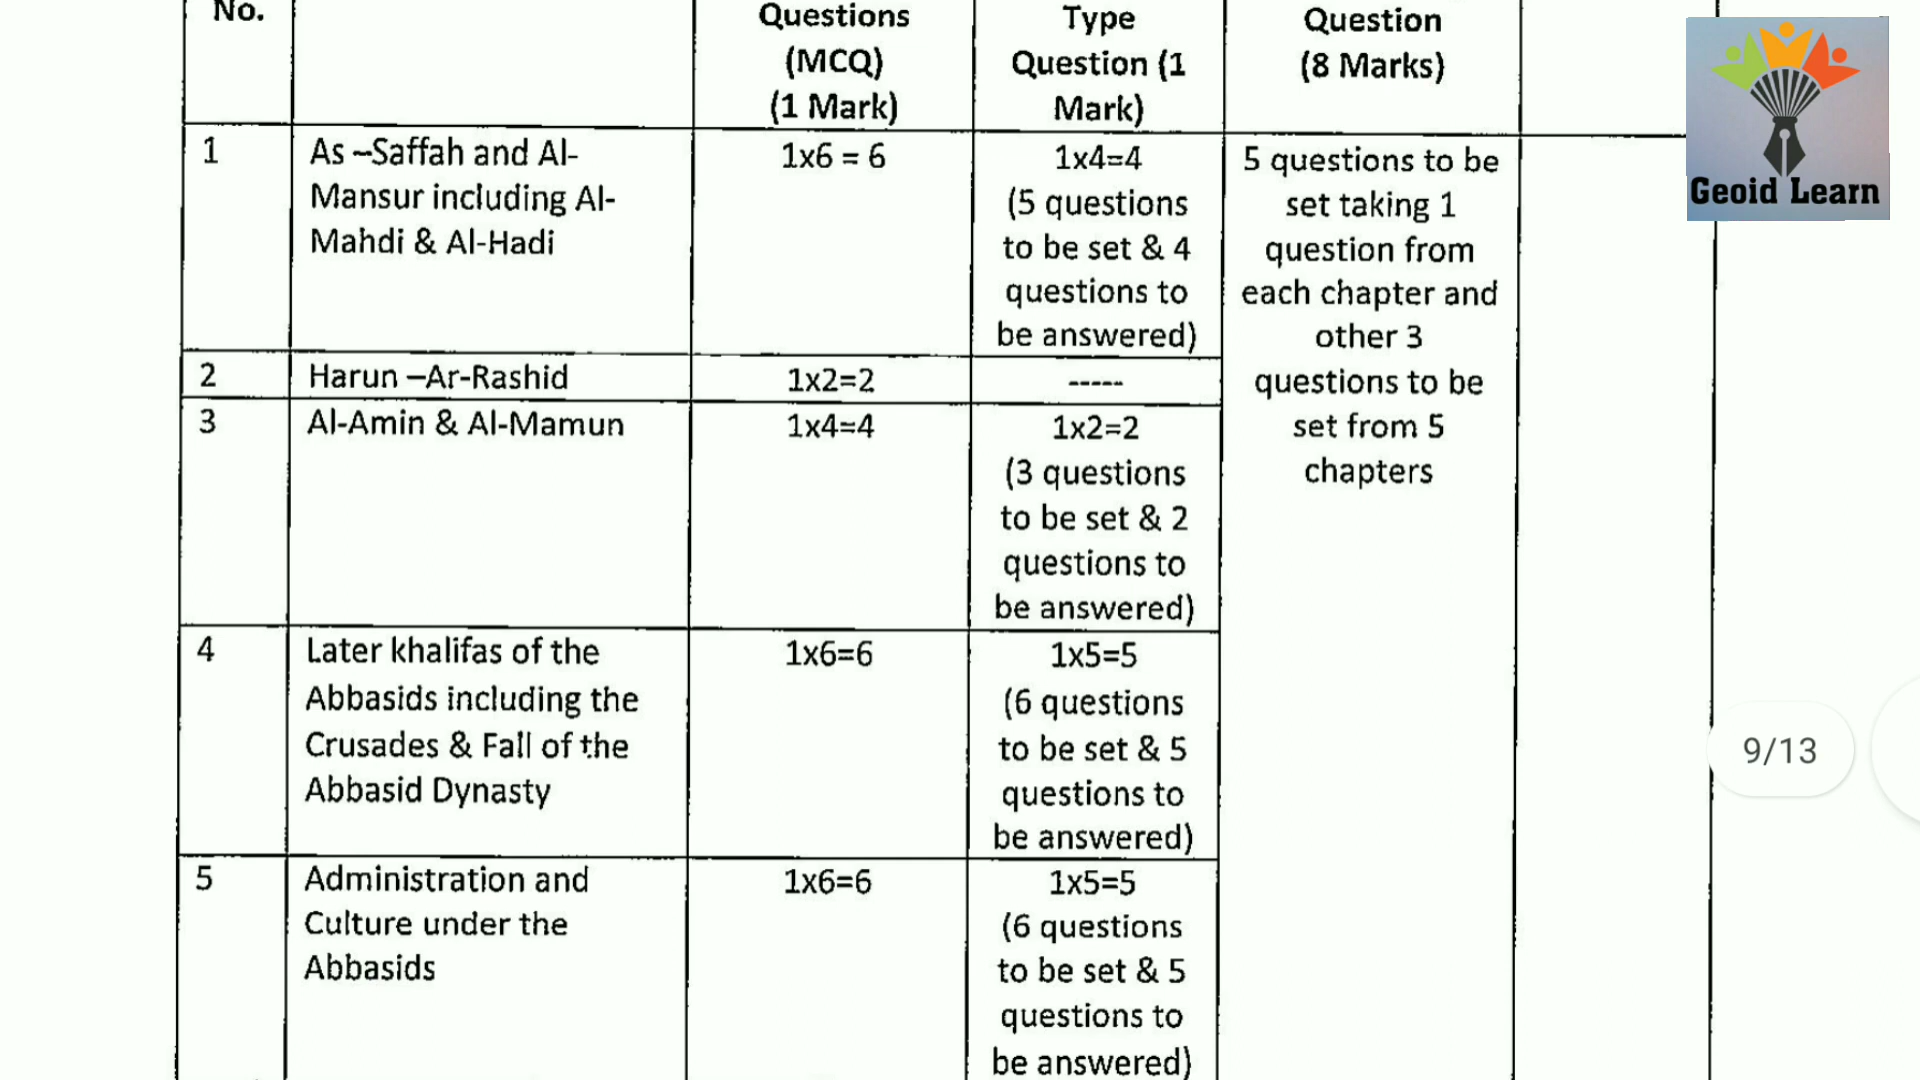 No.
Questions
(MCQ)
(1 Mark)
Type
Question (1
Mark)
Question
(8 Marks)
1
As –Saffah and Al-
Mansur including Al-
Mahdi & Al-Hadi
1x6 = 6
1x4=4
(5 questions
to be set & 4
questions to
be answered)
5 questions to be
set taking 1
question from
each chapter and
other 3
questions to be
set from 5
chapters
2
Harun –Ar-Rashid
1x2=2
-----
3
Al-Amin & Al-Mamun
1x4=4
1x2=2
(3 questions
to be set & 2
questions to
be answered)
4
Later khalifas of the
Abbasids including the
Crusades & Fall of the
Abbasid Dynasty
1x6=6
1x5=5
(6 questions
to be set & 5
questions to
be answered)
5
Administration and
Culture under the
Abbasids
1x6=6
1x5=5
(6 questions
to be set & 5
questions to
be answered)
Geoid Learn
9/13